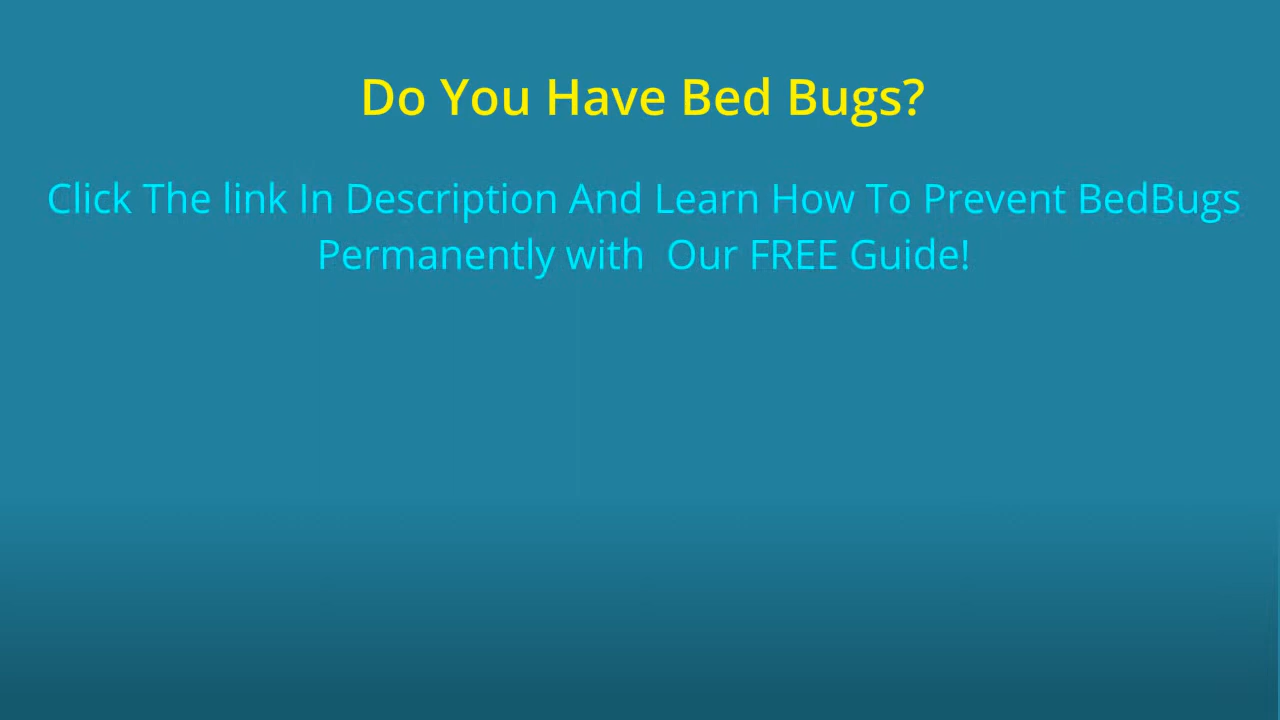 Do You Have Bed Bugs?
Click The link In Description And Learn How To Prevent BedBugs
Permanently with  Our FREE Guide!